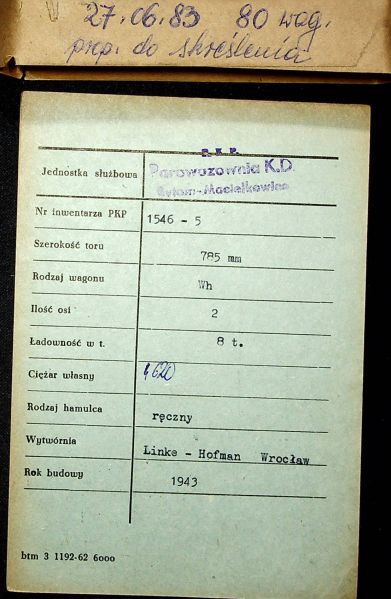 27.06.83 80 wag.
prp. do skreślenia
P. K. P.
Jednostka służbowa Parowozownia K.D.
Bytom-Maciejkowice
Nr inwentarza PKP 1546 - 5
Szerokość toru 785 mm
Rodzaj wagonu Wh
Ilość osi 2
Ładowność w t. 8 t.
Ciężar własny 4620
Rodzaj hamulca ręczny
Wytwórnia Linke - Hofman Wrocław
Rok budowy 1943
btm 3 1192-62 6000